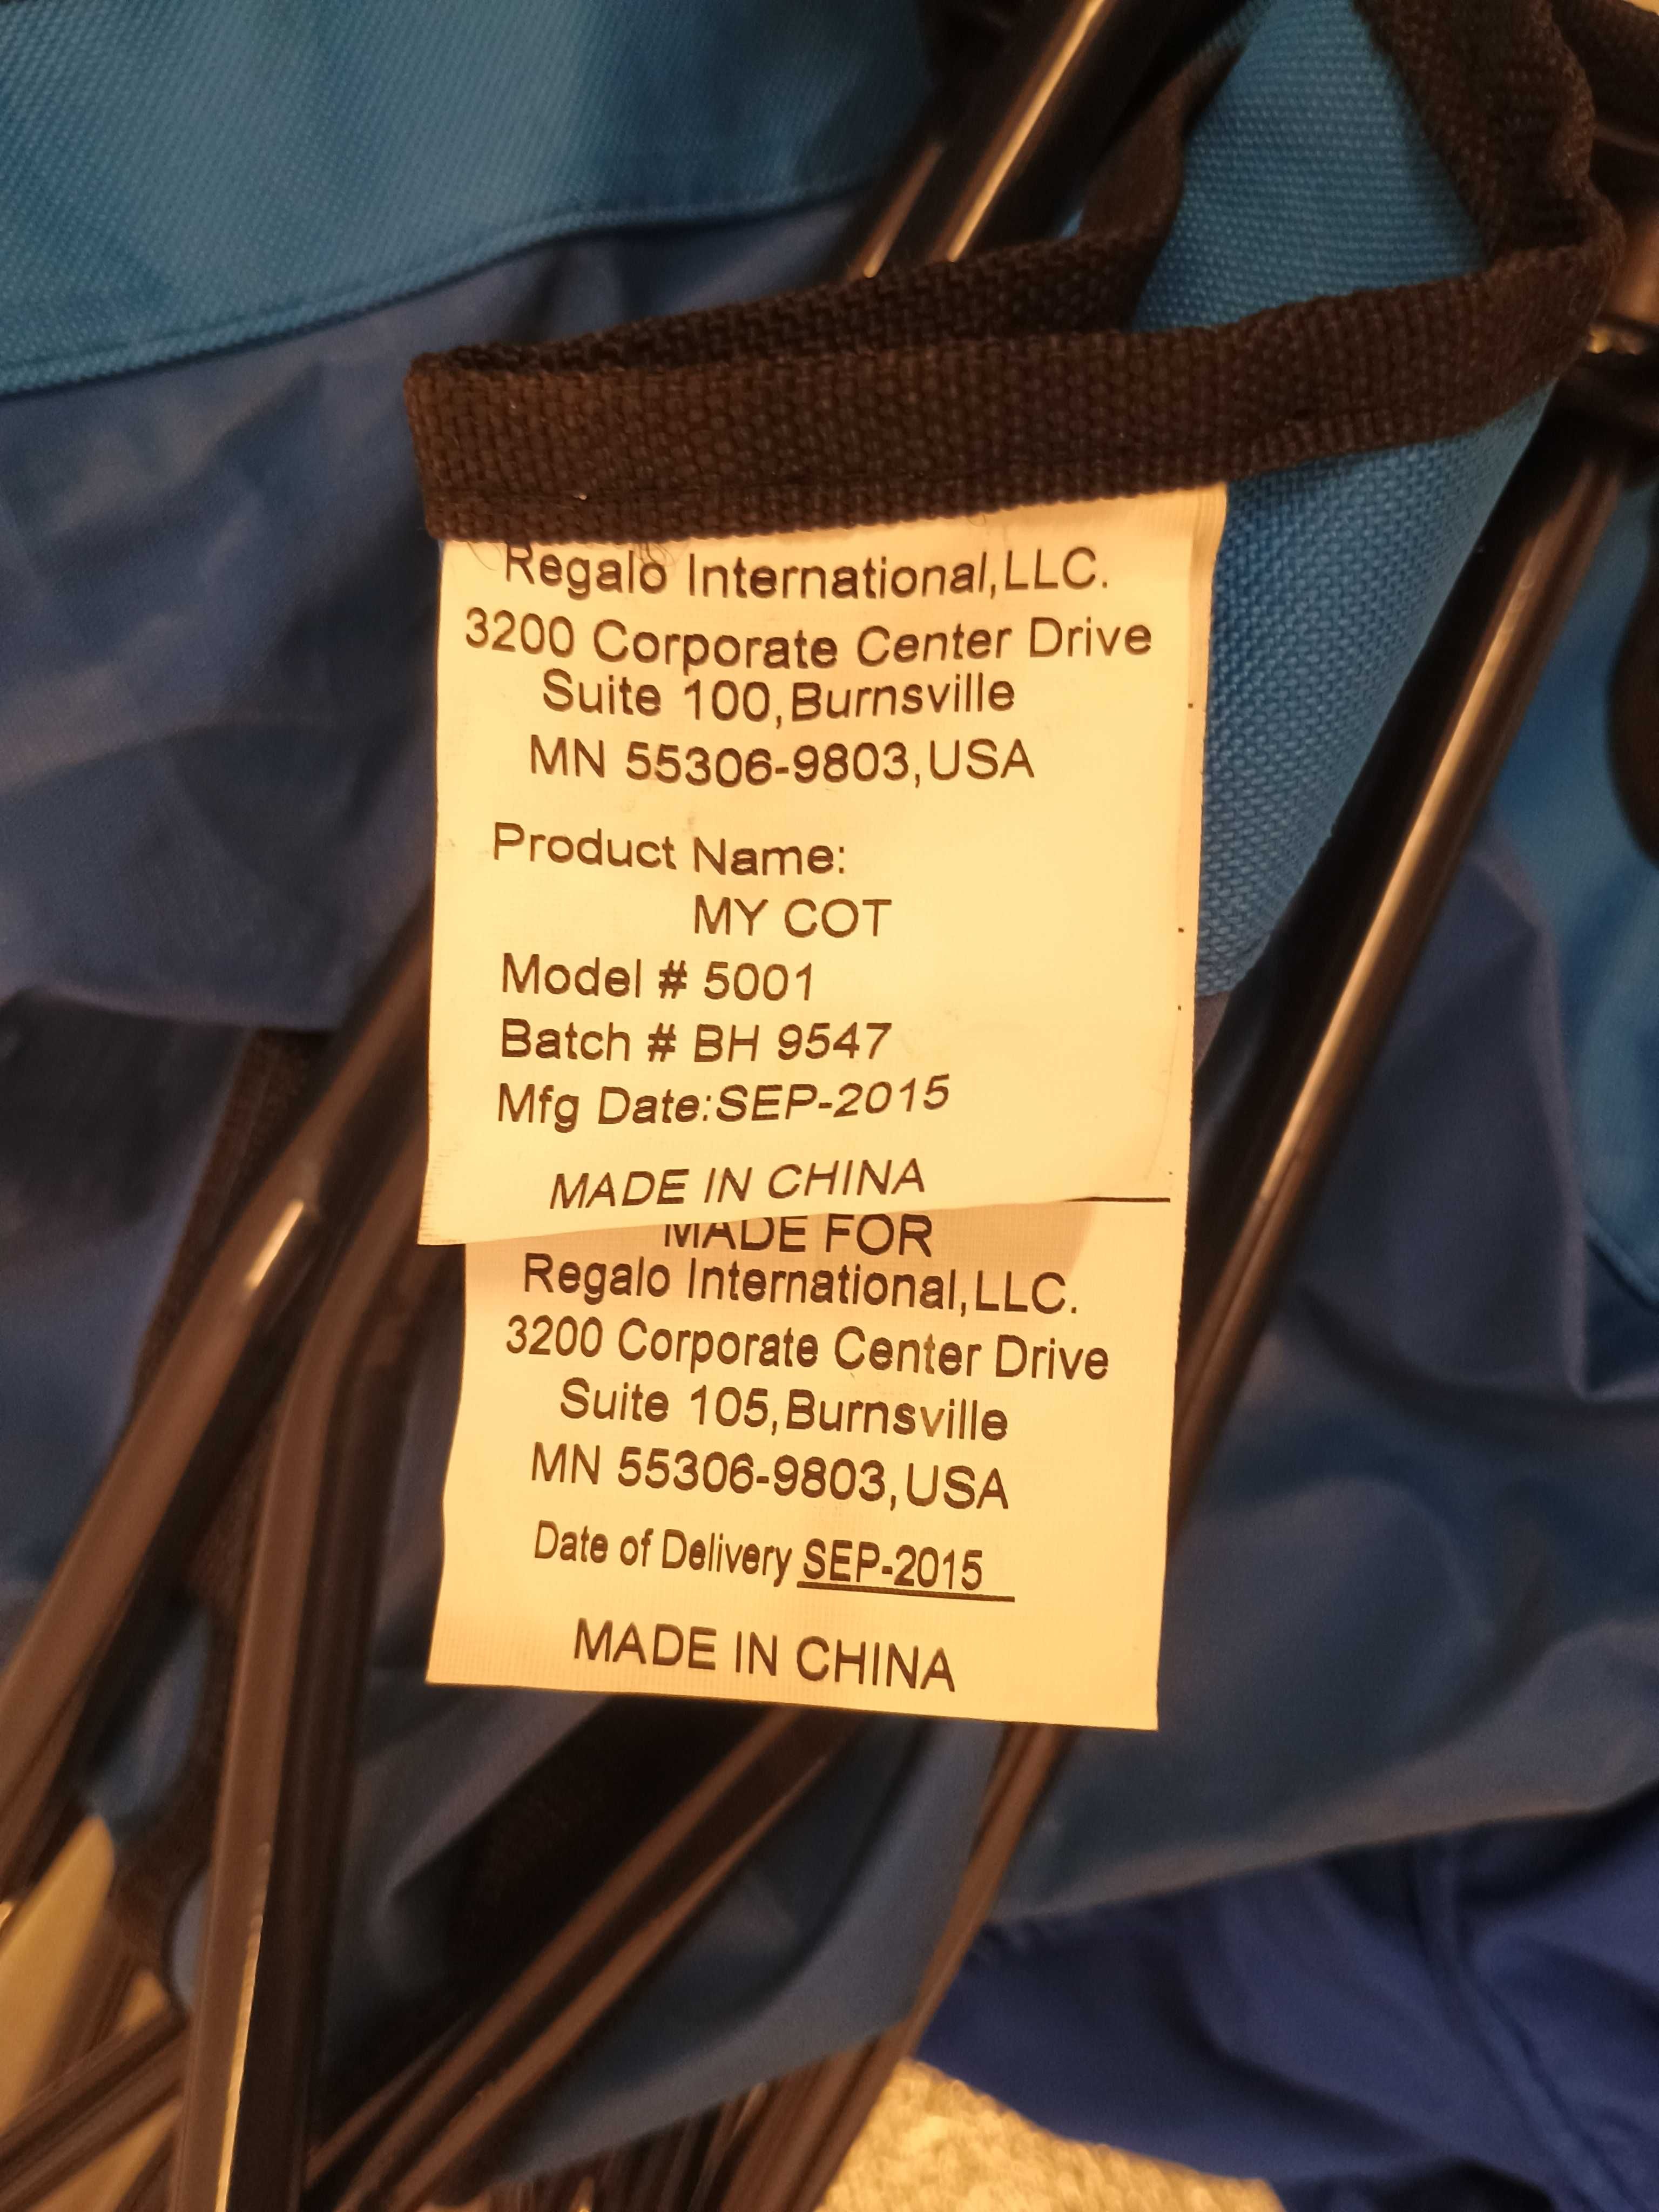 Regalo International,LLC.
3200 Corporate Center Drive
Suite 100,Burnsville
MN 55306-9803,USA
Product Name:
MY COT
Model # 5001
Batch # BH 9547
Mfg Date:SEP-2015
MADE IN CHINA
MADE FOR
Regalo International,LLC.
3200 Corporate Center Drive
Suite 105,Burnsville
MN 55306-9803,USA
Date of Delivery SEP-2015
MADE IN CHINA